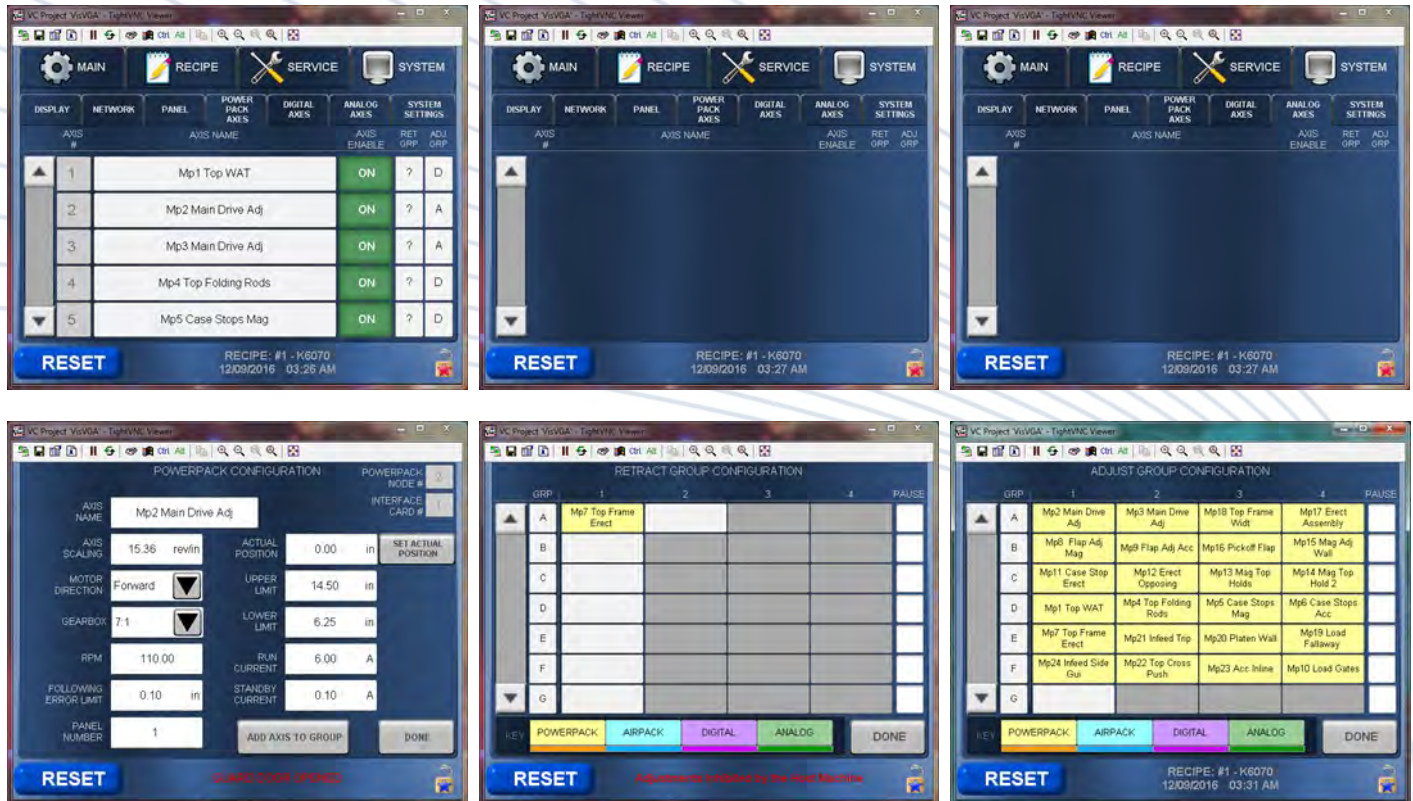 VC Project 'VisVGA' - TightVNC Viewer
Ctrl Alt
MAIN RECIPE SERVICE SYSTEM
DISPLAY NETWORK PANEL POWER PACK AXES DIGITAL AXES ANALOG AXES SYSTEM SETTINGS
AXIS # AXIS NAME AXIS ENABLE RET GRP ADJ GRP
1 Mp1 Top WAT ON ? D
2 Mp2 Main Drive Adj ON ? A
3 Mp3 Main Drive Adj ON ? A
4 Mp4 Top Folding Rods ON ? D
5 Mp5 Case Stops Mag ON ? D
RESET RECIPE: #1 - K6070
12/09/2016 03:26 AM
VC Project 'VisVGA' - TightVNC Viewer
Ctrl Alt
MAIN RECIPE SERVICE SYSTEM
DISPLAY NETWORK PANEL POWER PACK AXES DIGITAL AXES ANALOG AXES SYSTEM SETTINGS
AXIS # AXIS NAME AXIS ENABLE RET GRP ADJ GRP
RESET RECIPE: #1 - K6070
12/09/2016 03:27 AM
VC Project 'VisVGA' - TightVNC Viewer
Ctrl Alt
MAIN RECIPE SERVICE SYSTEM
DISPLAY NETWORK PANEL POWER PACK AXES DIGITAL AXES ANALOG AXES SYSTEM SETTINGS
AXIS # AXIS NAME AXIS ENABLE RET GRP ADJ GRP
RESET RECIPE: #1 - K6070
12/09/2016 03:27 AM
VC Project 'VisVGA' - TightVNC Viewer
Ctrl Alt
POWERPACK CONFIGURATION POWERPACK NODE # 2
INTERFACE CARD # 1
AXIS NAME Mp2 Main Drive Adj
AXIS SCALING 15.36 rev/in ACTUAL POSITION 0.00 in SET ACTUAL POSITION
MOTOR DIRECTION Forward UPPER LIMIT 14.50 in
GEARBOX 7:1 LOWER LIMIT 6.25 in
RPM 110.00 RUN CURRENT 6.00 A
FOLLOWING ERROR LIMIT 0.10 in STANDBY CURRENT 0.10 A
PANEL NUMBER 1 ADD AXIS TO GROUP DONE
RESET GUARD DOOR OPENED
VC Project 'VisVGA' - TightVNC Viewer
Ctrl Alt
RETRACT GROUP CONFIGURATION
GRP 1 2 3 4 PAUSE
A Mp7 Top Frame Erect
B
C
D
E
F
G
KEY POWERPACK AIRPACK DIGITAL ANALOG DONE
RESET Adjustments Inhibited by the Host Machine
VC Project 'VisVGA' - TightVNC Viewer
Ctrl Alt
ADJUST GROUP CONFIGURATION
GRP 1 2 3 4 PAUSE
A Mp2 Main Drive Adj Mp3 Main Drive Adj Mp18 Top Frame Widt Mp17 Erect Assembly
B Mp8 Flap Adj Mag Mp9 Flap Adj Acc Mp16 Pickoff Flap Mp15 Mag Adj Wall
C Mp11 Case Stop Erect Mp12 Erect Opposing Mp13 Mag Top Holds Mp14 Mag Top Hold 2
D Mp1 Top WAT Mp4 Top Folding Rods Mp5 Case Stops Mag Mp6 Case Stops Acc
E Mp7 Top Frame Erect Mp21 Infeed Trip Mp20 Platen Wall Mp19 Load Fallaway
F Mp24 Infeed Side Gui Mp22 Top Cross Push Mp23 Acc Inline Mp10 Load Gates
G
KEY POWERPACK AIRPACK DIGITAL ANALOG DONE
RESET RECIPE: #1 - K6070
12/09/2016 03:31 AM